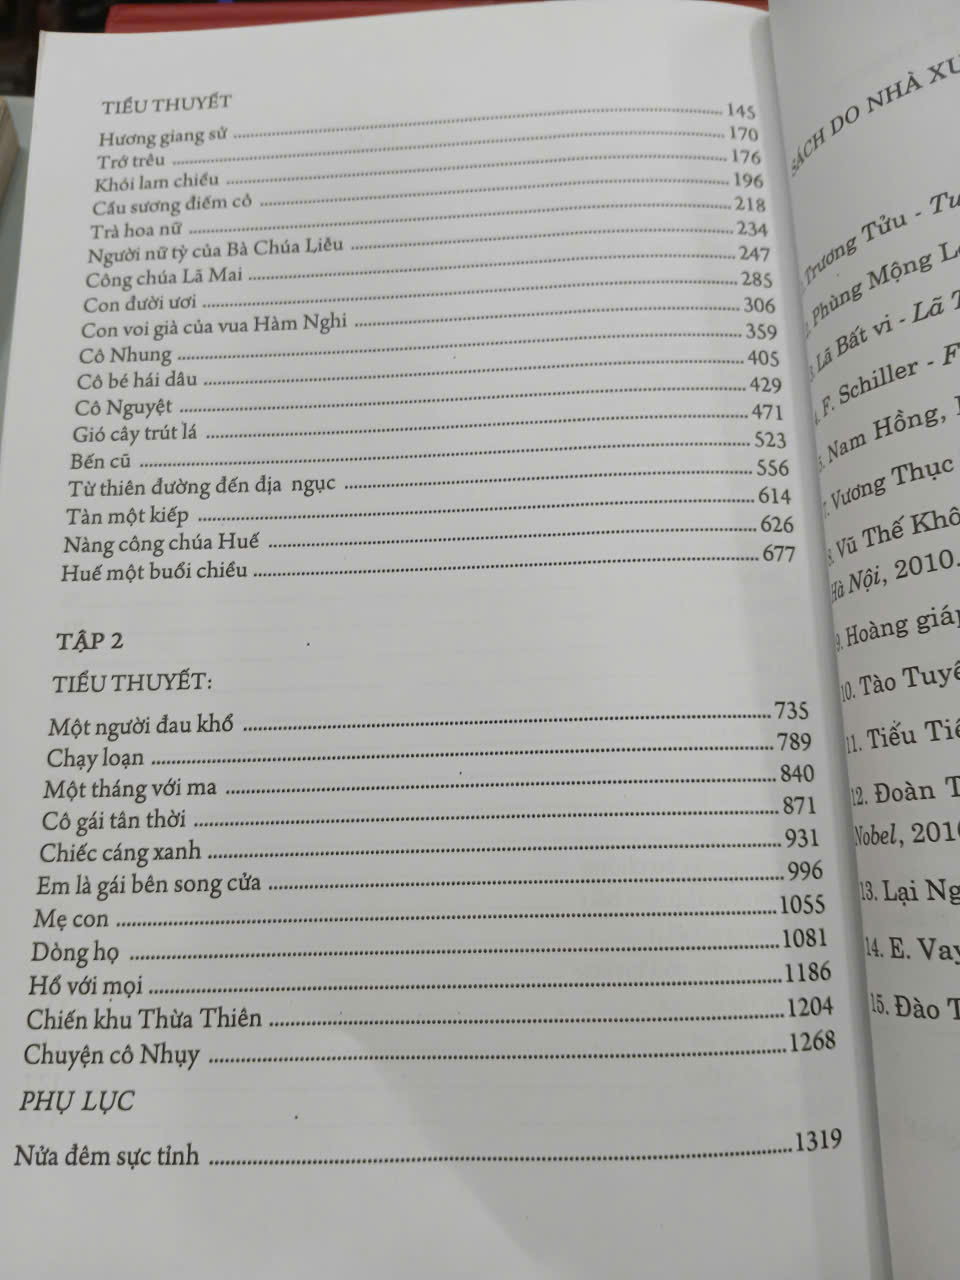 TIỂU THUYẾT
Hương giang sử ........ 145
Trớ trêu ........ 170
Khói lam chiều ........ 176
Cầu sương điếm cỏ ........ 196
Trà hoa nữ ........ 218
Người nữ tỳ của Bà Chúa Liễu ........ 234
Công chúa Lã Mai ........ 247
Con đười ươi ........ 285
Con voi già của vua Hàm Nghi ........ 306
Cô Nhung ........ 359
Cô bé hái dâu ........ 405
Cô Nguyệt ........ 429
Gió cây trút lá ........ 471
Bến cũ ........ 523
Từ thiên đường đến địa ngục ........ 556
Tàn một kiếp ........ 614
Nàng công chúa Huế ........ 626
Huế một buổi chiều ........ 677
TẬP 2
TIỂU THUYẾT:
Một người đau khổ ........ 735
Chạy loạn ........ 789
Một tháng với ma ........ 840
Cô gái tân thời ........ 871
Chiếc cáng xanh ........ 931
Em là gái bên song cửa ........ 996
Mẹ con ........ 1055
Dòng họ ........ 1081
Hổ với mọi ........ 1186
Chiến khu Thừa Thiên ........ 1204
Chuyện cô Nhụy ........ 1268
PHỤ LỤC
Nửa đêm sực tỉnh ........ 1319
SÁCH DO NHÀ
Trương Tửu -
2. Phùng Mộng
3. Lã Bất vi - Lã
4. F. Schiller -
Nam Hồng,
7. Vương Thục
8. Vũ Thế
Hà Nội, 2010.
9. Hoàng
10. Tào
11. Tiếu
12. Đoàn
Nobel,
13. Lại
14. E.
15. Đào